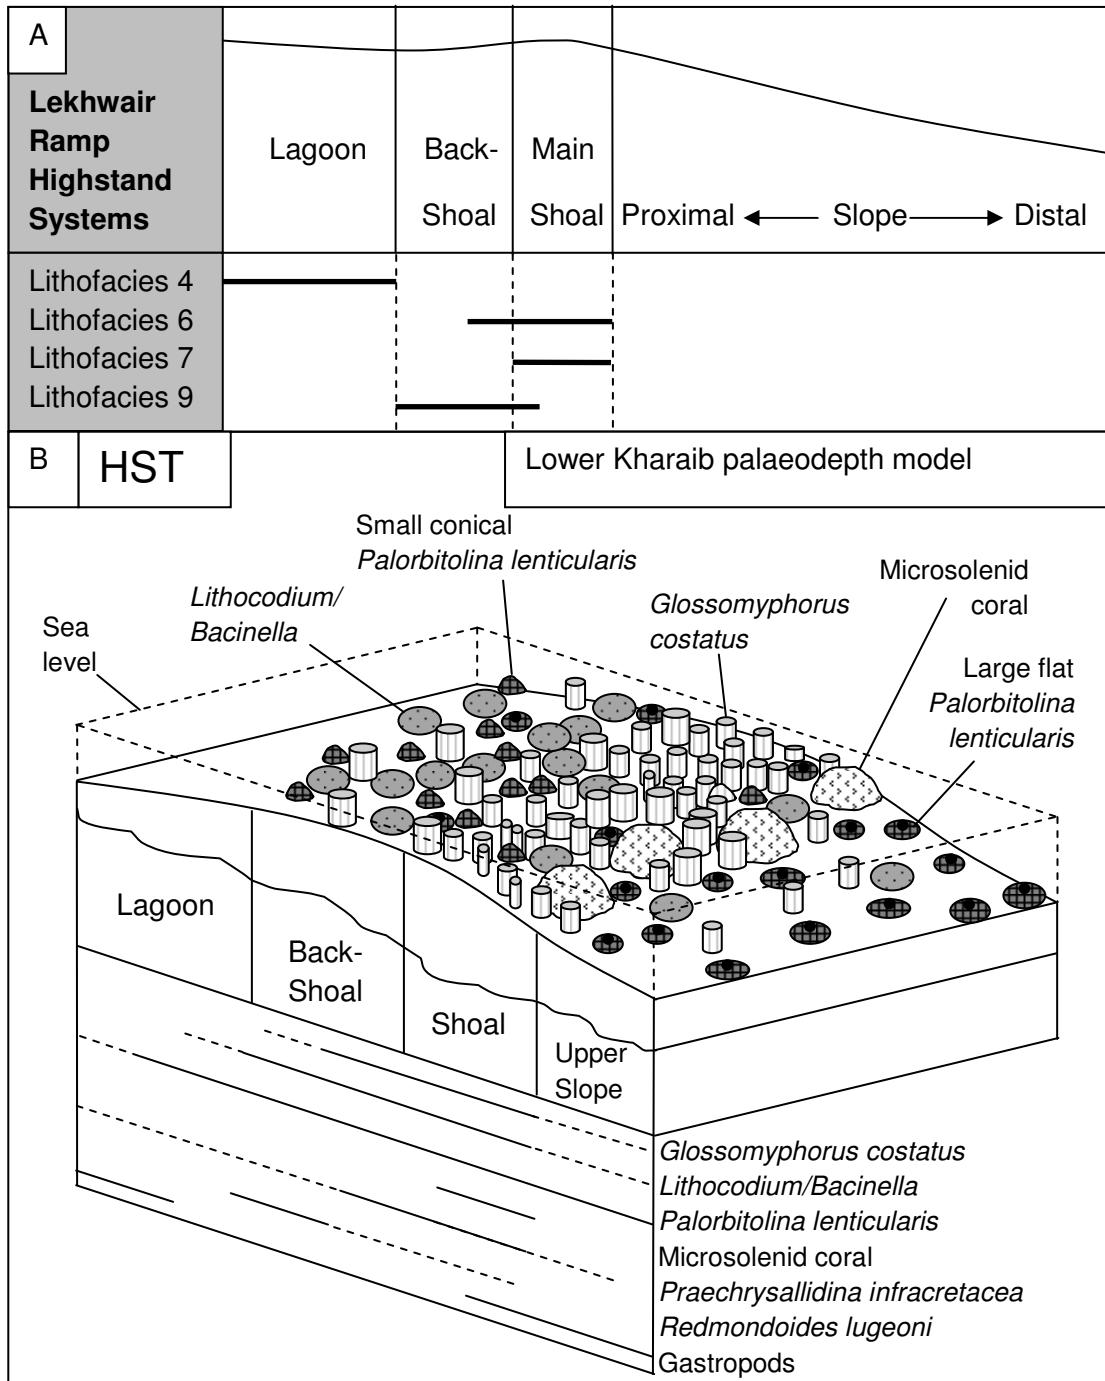 A
Lekhwair
Ramp
Highstand
Systems
Lagoon
Back-
Shoal
Main
Shoal
Proximal
Slope
Distal
Lithofacies 4
Lithofacies 6
Lithofacies 7
Lithofacies 9
B
HST
Lower Kharaib palaeodepth model
Small conical
Palorbitolina lenticularis
Lithocodium/
Bacinella
Sea
level
Glossomyphorus
costatus
Microsolenid
coral
Large flat
Palorbitolina
lenticularis
Lagoon
Back-
Shoal
Shoal
Upper
Slope
Glossomyphorus costatus
Lithocodium/Bacinella
Palorbitolina lenticularis
Microsolenid coral
Praechrysallidina infracretacea
Redmondoides lugeoni
Gastropods